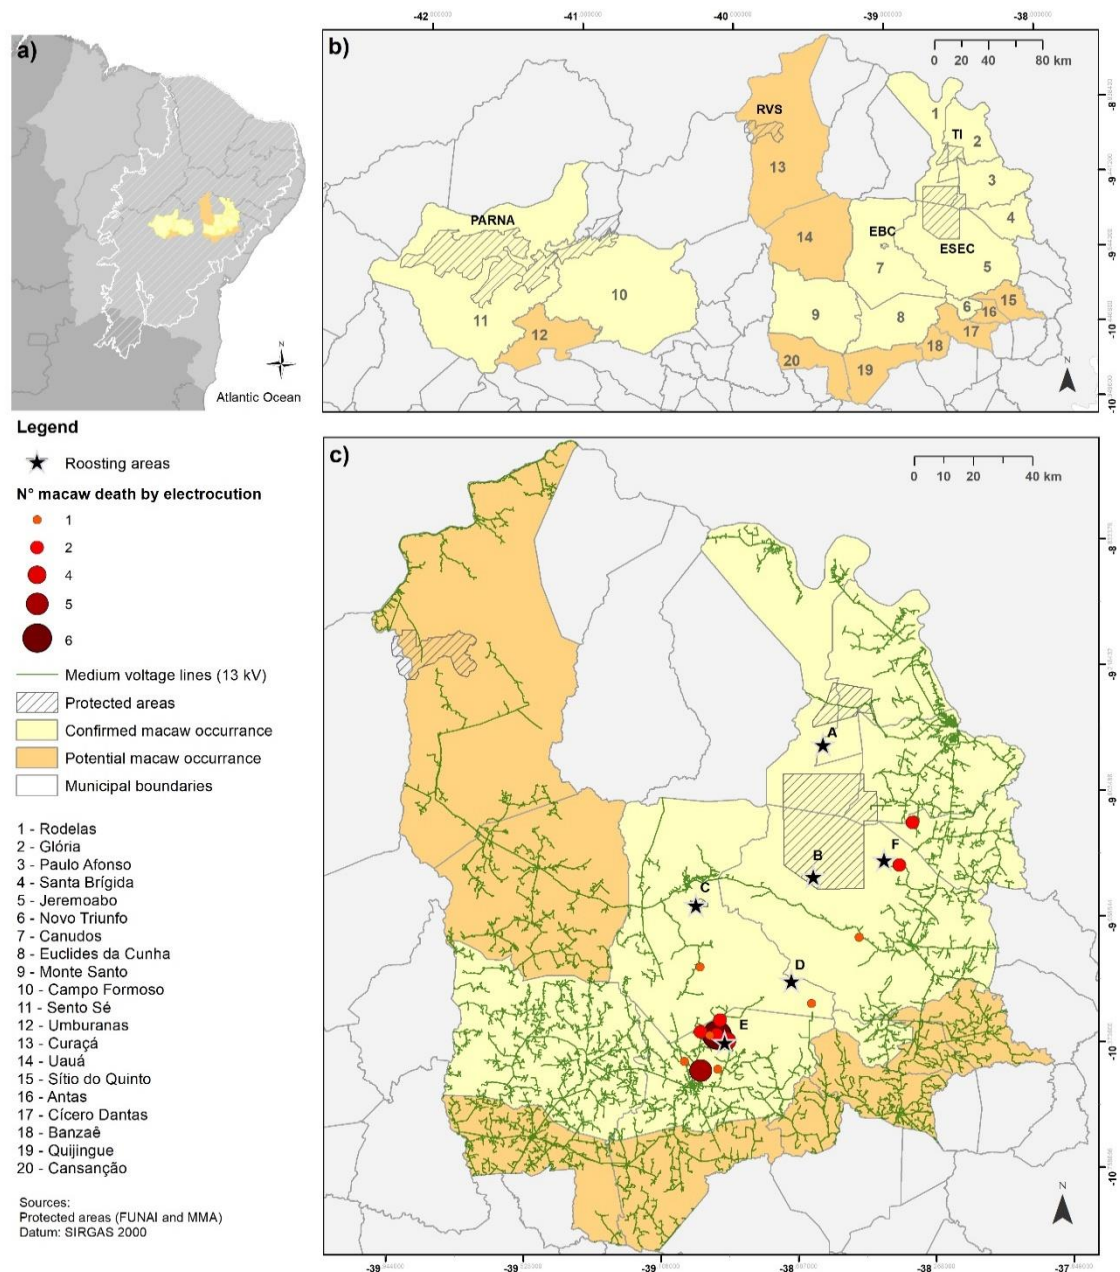 a)
N
Atlantic Ocean
b)
-42
-41
-40
-39
-38
0 20 40 80 km
RVS
1
TI
2
13
3
PARNA
4
14
EBC
ESEC
7
5
10
11
9
8
6
15
16
12
17
18
20
19
N
-9
-10
Legend
Roosting areas
N° macaw death by electrocution
1
2
4
5
6
Medium voltage lines (13 kV)
Protected areas
Confirmed macaw occurrance
Potential macaw occurrance
Municipal boundaries
1 - Rodelas
2 - Glória
3 - Paulo Afonso
4 - Santa Brígida
5 - Jeremoabo
6 - Novo Triunfo
7 - Canudos
8 - Euclides da Cunha
9 - Monte Santo
10 - Campo Formoso
11 - Sento Sé
12 - Umburanas
13 - Curaçá
14 - Uauá
15 - Sítio do Quinto
16 - Antas
17 - Cícero Dantas
18 - Banzaê
19 - Quijingue
20 - Cansanção
Sources:
Protected areas (FUNAI and MMA)
Datum: SIRGAS 2000
c)
0 10 20 40 km
A
F
B
C
D
E
N